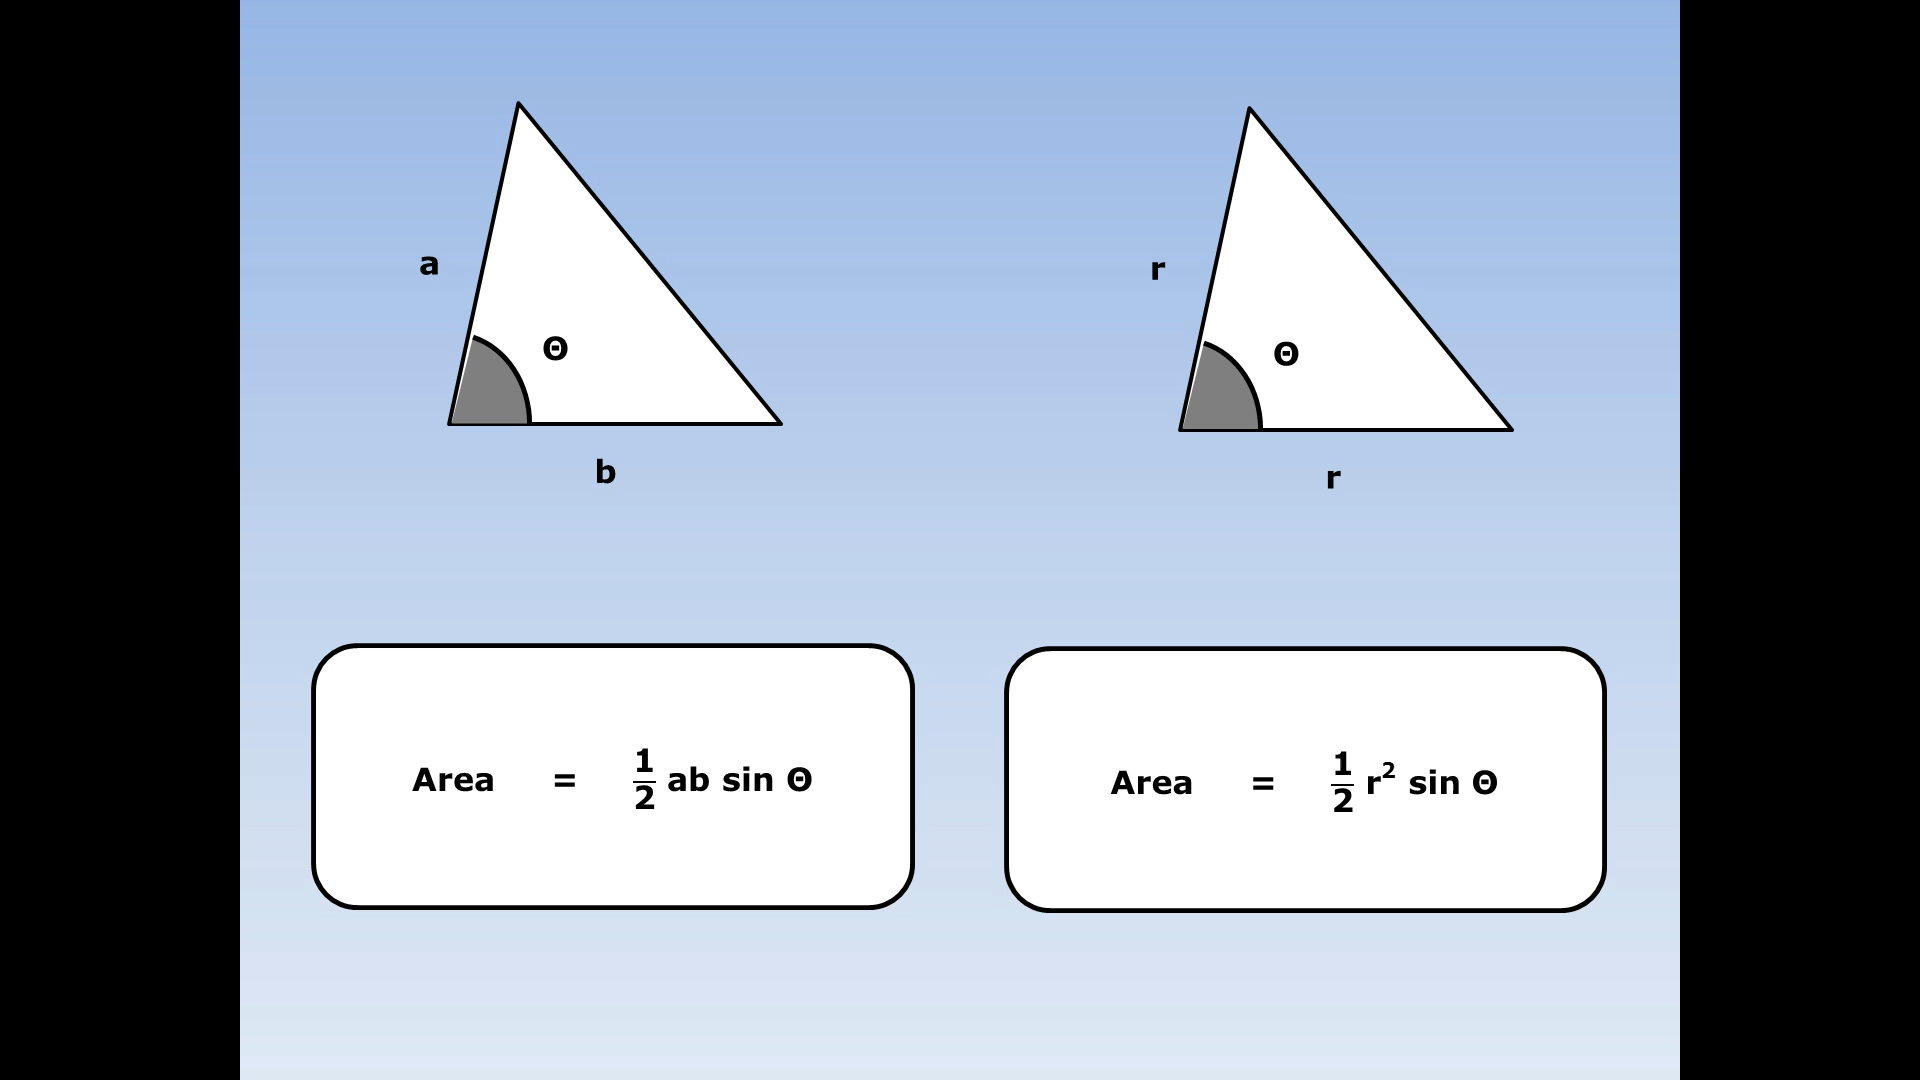 a
Θ
b
r
Θ
r
Area = 1/2 ab sin Θ
Area = 1/2 r² sin Θ